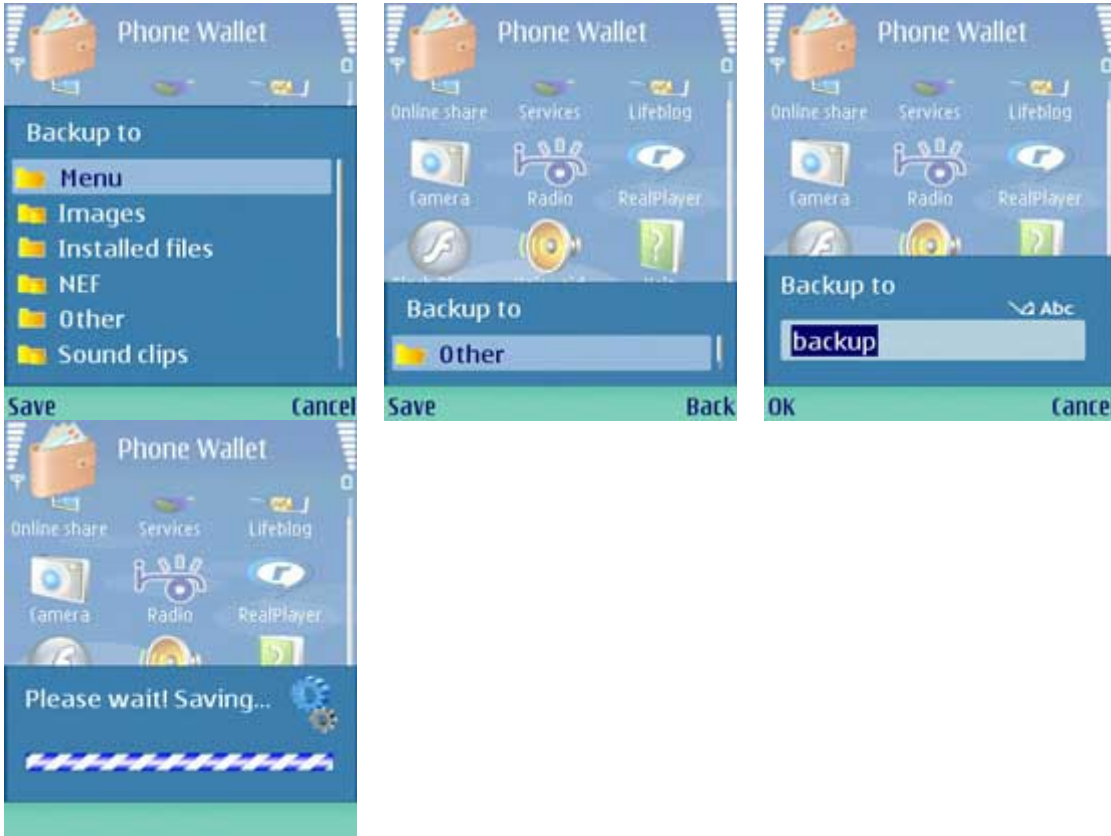 Phone Wallet
Backup to
Menu
Images
Installed files
NEF
Other
Sound clips
Save Cancel
Phone Wallet
Online share Services Lifeblog
Camera Radio RealPlayer
Backup to
Other
Save Back
Phone Wallet
Online share Services Lifeblog
Camera Radio RealPlayer
Backup to
Abc
backup
OK Cance
Phone Wallet
Online share Services Lifeblog
Camera Radio RealPlayer
Please wait! Saving...